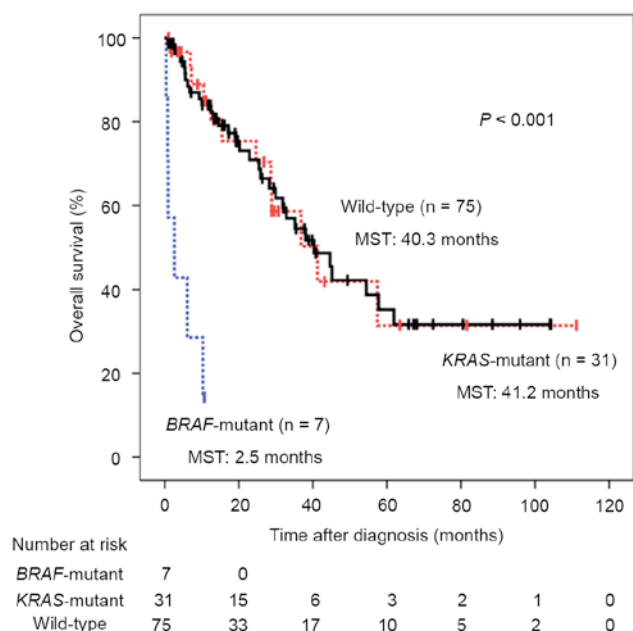 100
80
60
40
20
0
Overall survival (%)
P < 0.001
Wild-type (n = 75)
MST: 40.3 months
KRAS-mutant (n = 31)
MST: 41.2 months
BRAF-mutant (n = 7)
MST: 2.5 months
0 20 40 60 80 100 120
Time after diagnosis (months)
Number at risk
BRAF-mutant 7 0
KRAS-mutant 31 15 6 3 2 1 0
Wild-type 75 33 17 10 5 2 0